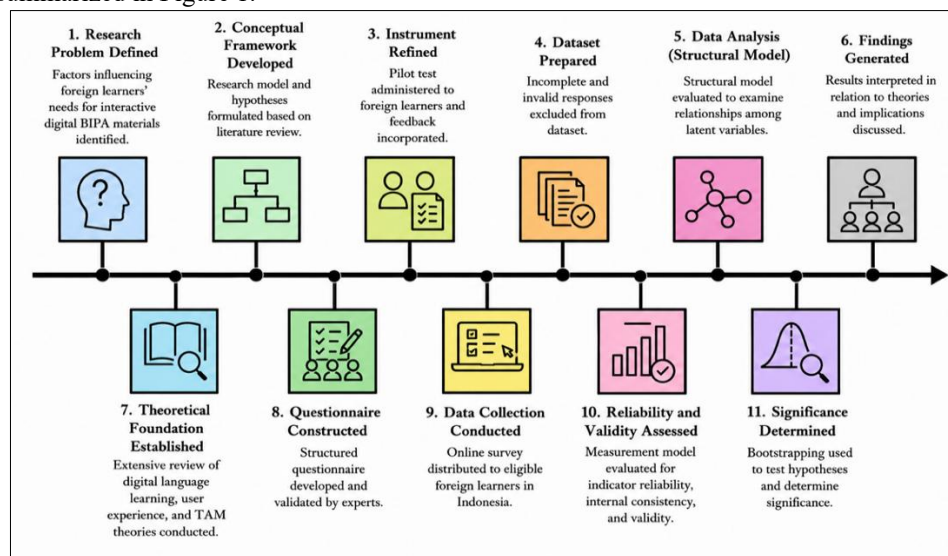 summarized in Figure 1.
1. Research
Problem Defined
Factors influencing
foreign learners'
needs for interactive
digital BIPA materials
identified.
2. Conceptual
Framework
Developed
Research model and
hypotheses
formulated based on
literature review.
3. Instrument
Refined
Pilot test
administered to
foreign learners and
feedback
incorporated.
4. Dataset
Prepared
Incomplete and
invalid responses
excluded from
dataset.
5. Data Analysis
(Structural Model)
Structural model
evaluated to examine
relationships among
latent variables.
6. Findings
Generated
Results interpreted in
relation to theories
and implications
discussed.
?
7. Theoretical
Foundation
Established
Extensive review of
digital language
learning, user
experience, and TAM
theories conducted.
8. Questionnaire
Constructed
Structured
questionnaire
developed and
validated by experts.
9. Data Collection
Conducted
Online survey
distributed to eligible
foreign learners in
Indonesia.
10. Reliability and
Validity Assessed
Measurement model
evaluated for
indicator reliability,
internal consistency,
and validity.
11. Significance
Determined
Bootstrapping used
to test hypotheses
and determine
significance.